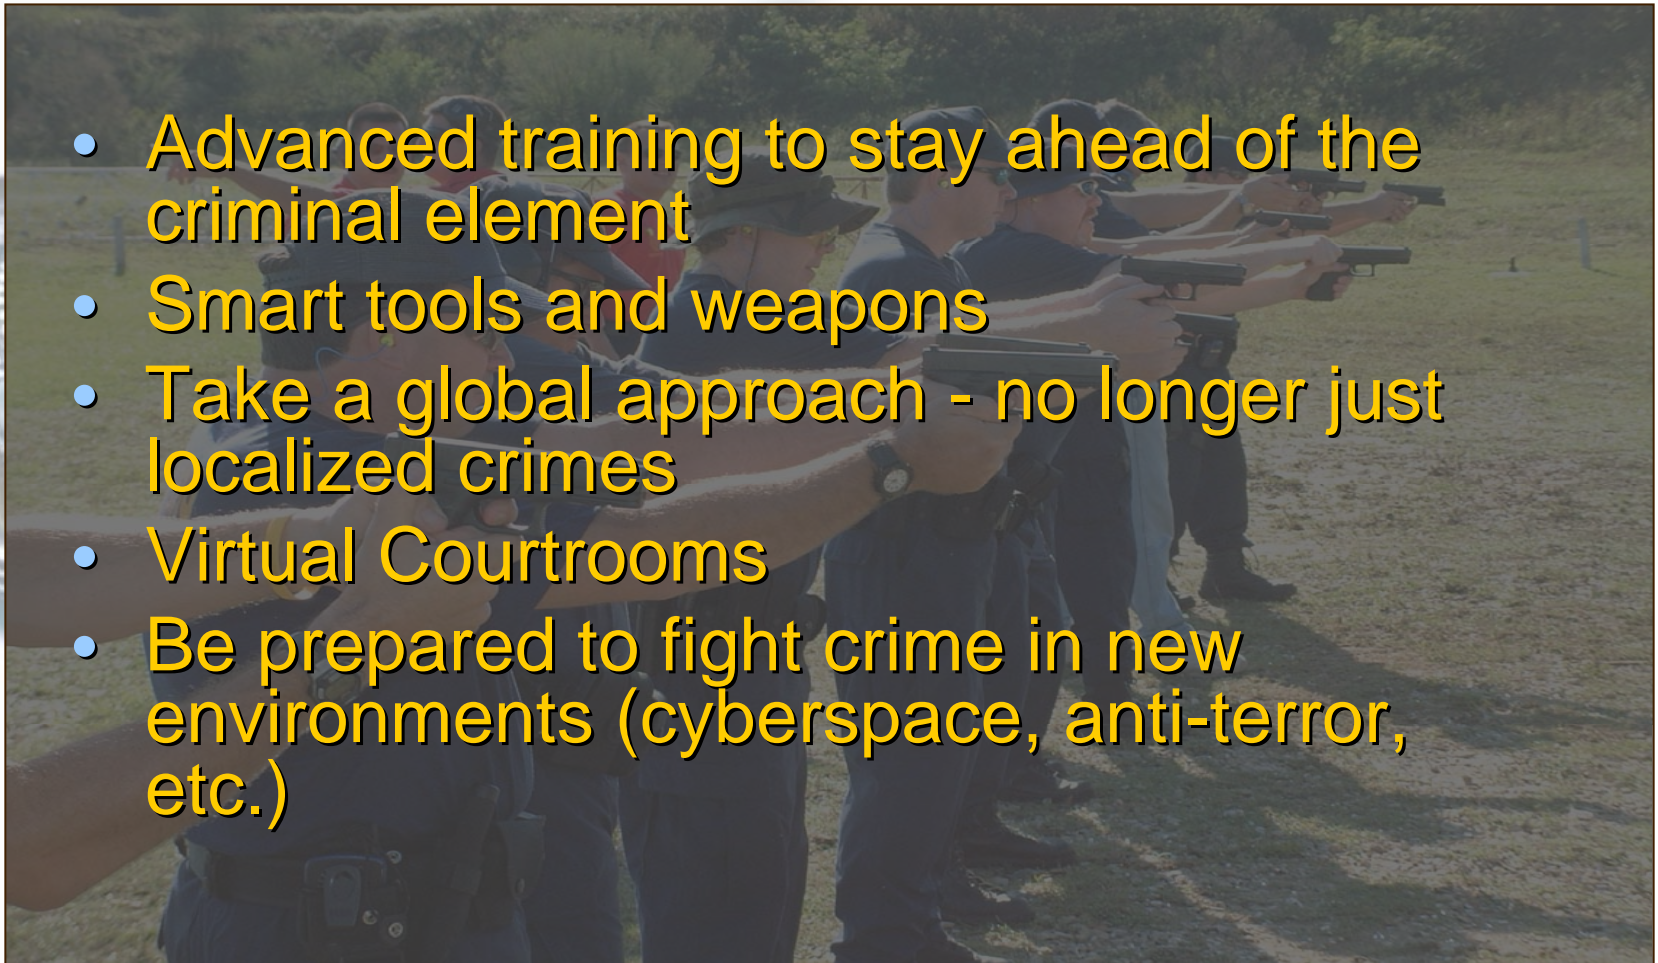 • Advanced training to stay ahead of the
criminal element
• Smart tools and weapons
• Take a global approach - no longer just
localized crimes
• Virtual Courtrooms
• Be prepared to fight crime in new
environments (cyberspace, anti-terror,
etc.)